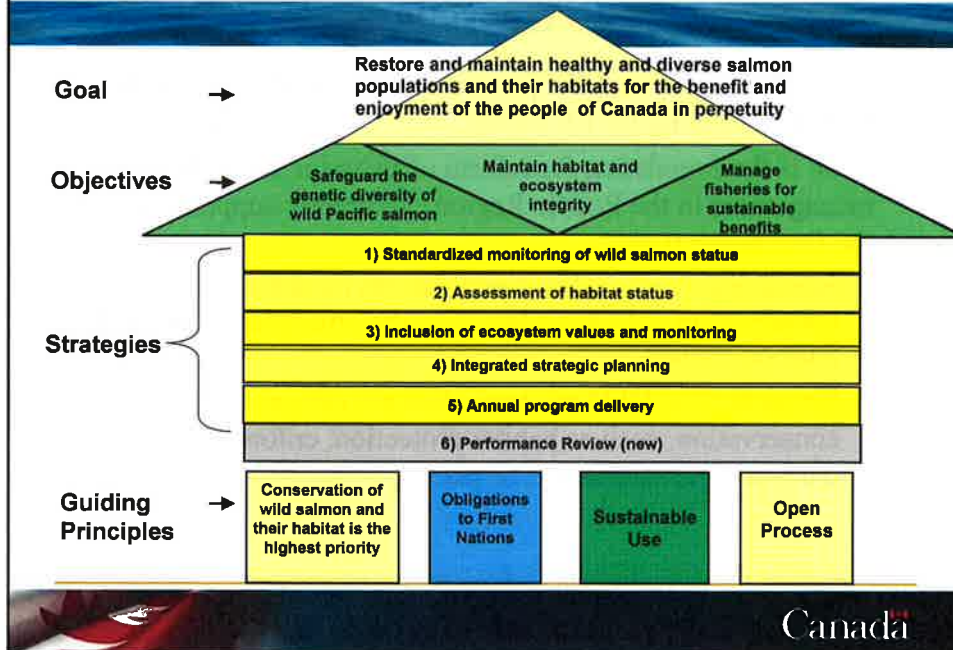 Goal
Restore and maintain healthy and diverse salmon
populations and their habitats for the benefit and
enjoyment of the people of Canada in perpetuity
Objectives
Safeguard the
genetic diversity of
wild Pacific salmon
Maintain habitat and
ecosystem
integrity
Manage
fisheries for
sustainable
benefits
Strategies
1) Standardized monitoring of wild salmon status
2) Assessment of habitat status
3) Inclusion of ecosystem values and monitoring
4) Integrated strategic planning
5) Annual program delivery
6) Performance Review (new)
Guiding
Principles
Conservation of
wild salmon and
their habitat is the
highest priority
Obligations
to First
Nations
Sustainable
Use
Open
Process
Canada